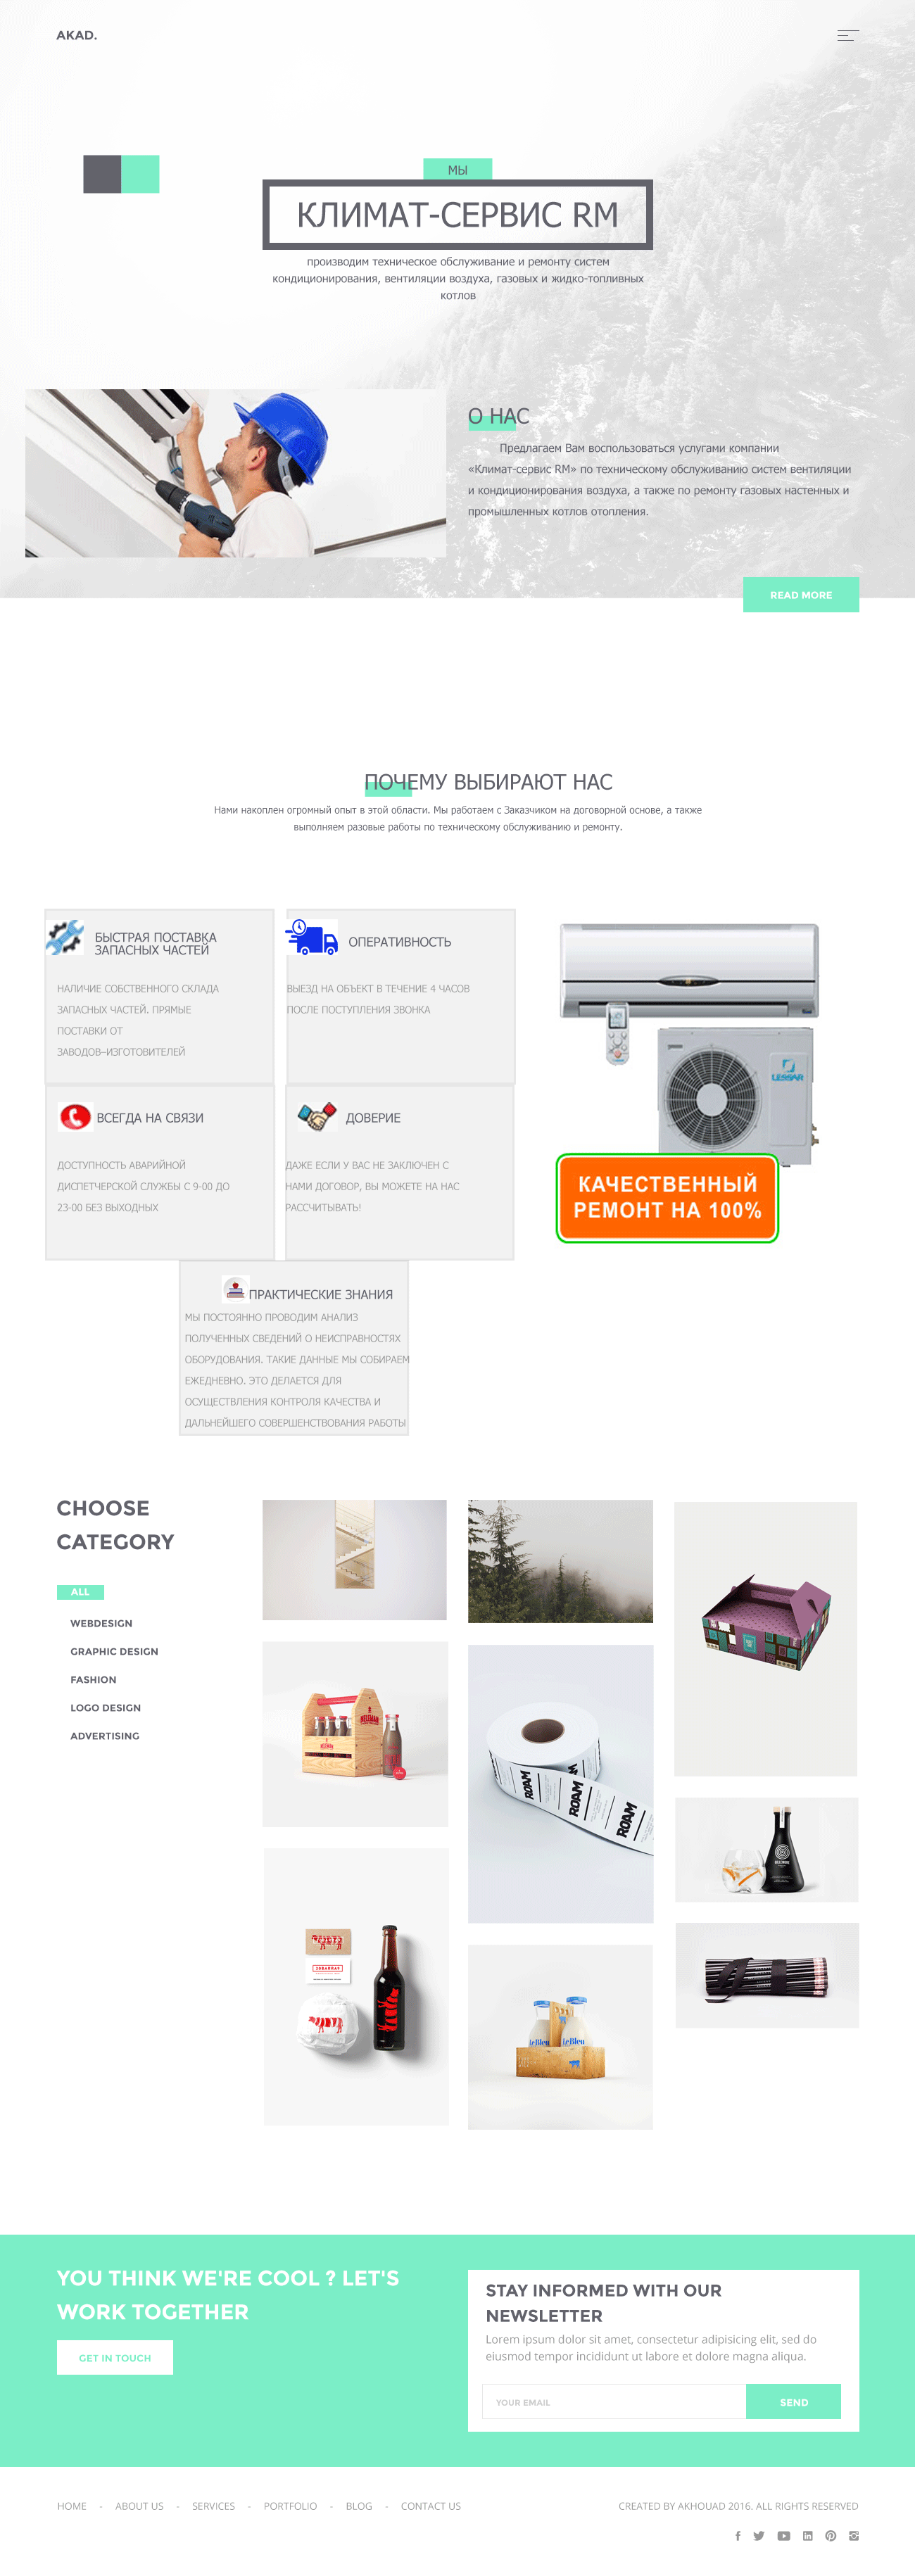 AKAD.
МЫ
КЛИМАТ-СЕРВИС RM
производим техническое обслуживание и ремонту систем
кондиционирования, вентиляции воздуха, газовых и жидко-топливных
котлов
О НАС
Предлагаем Вам воспользоваться услугами компании
«Климат-сервис RM» по техническому обслуживанию систем вентиляции
и кондиционирования воздуха, а также по ремонту газовых настенных и
промышленных котлов отопления.
READ MORE
ПОЧЕМУ ВЫБИРАЮТ НАС
Нами накоплен огромный опыт в этой области. Мы работаем с Заказчиком на договорной основе, а также
выполняем разовые работы по техническому обслуживанию и ремонту.
БЫСТРАЯ ПОСТАВКА
ЗАПАСНЫХ ЧАСТЕЙ
НАЛИЧИЕ СОБСТВЕННОГО СКЛАДА
ЗАПАСНЫХ ЧАСТЕЙ. ПРЯМЫЕ
ПОСТАВКИ ОТ
ЗАВОДОВ–ИЗГОТОВИТЕЛЕЙ
ОПЕРАТИВНОСТЬ
ВЫЕЗД НА ОБЪЕКТ В ТЕЧЕНИЕ 4 ЧАСОВ
ПОСЛЕ ПОСТУПЛЕНИЯ ЗВОНКА
LESSAR
ВСЕГДА НА СВЯЗИ
ДОСТУПНОСТЬ АВАРИЙНОЙ
ДИСПЕТЧЕРСКОЙ СЛУЖБЫ С 9-00 ДО
23-00 БЕЗ ВЫХОДНЫХ
ДОВЕРИЕ
ДАЖЕ ЕСЛИ У ВАС НЕ ЗАКЛЮЧЕН С
НАМИ ДОГОВОР, ВЫ МОЖЕТЕ НА НАС
РАССЧИТЫВАТЬ!
КАЧЕСТВЕННЫЙ
РЕМОНТ НА 100%
ПРАКТИЧЕСКИЕ ЗНАНИЯ
МЫ ПОСТОЯННО ПРОВОДИМ АНАЛИЗ
ПОЛУЧЕННЫХ СВЕДЕНИЙ О НЕИСПРАВНОСТЯХ
ОБОРУДОВАНИЯ. ТАКИЕ ДАННЫЕ МЫ СОБИРАЕМ
ЕЖЕДНЕВНО. ЭТО ДЕЛАЕТСЯ ДЛЯ
ОСУЩЕСТВЛЕНИЯ КОНТРОЛЯ КАЧЕСТВА И
ДАЛЬНЕЙШЕГО СОВЕРШЕНСТВОВАНИЯ РАБОТЫ
CHOOSE
CATEGORY
ALL
WEBDESIGN
GRAPHIC DESIGN
FASHION
LOGO DESIGN
ADVERTISING
ROAM
ROAM
ROAM
LeBleu
LeBleu
YOU THINK WE'RE COOL ? LET'S
WORK TOGETHER
GET IN TOUCH
STAY INFORMED WITH OUR
NEWSLETTER
Lorem ipsum dolor sit amet, consectetur adipisicing elit, sed do
eiusmod tempor incididunt ut labore et dolore magna aliqua.
YOUR EMAIL
SEND
HOME - ABOUT US - SERVICES - PORTFOLIO - BLOG - CONTACT US
CREATED BY AKHOUAD 2016. ALL RIGHTS RESERVED